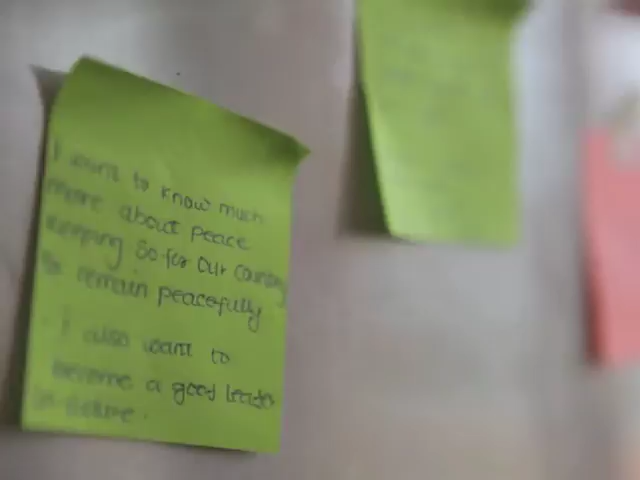 I want to know much
more about peace
keeping so for our country
to remain peacefully
I also want to
become a good leader
in future.